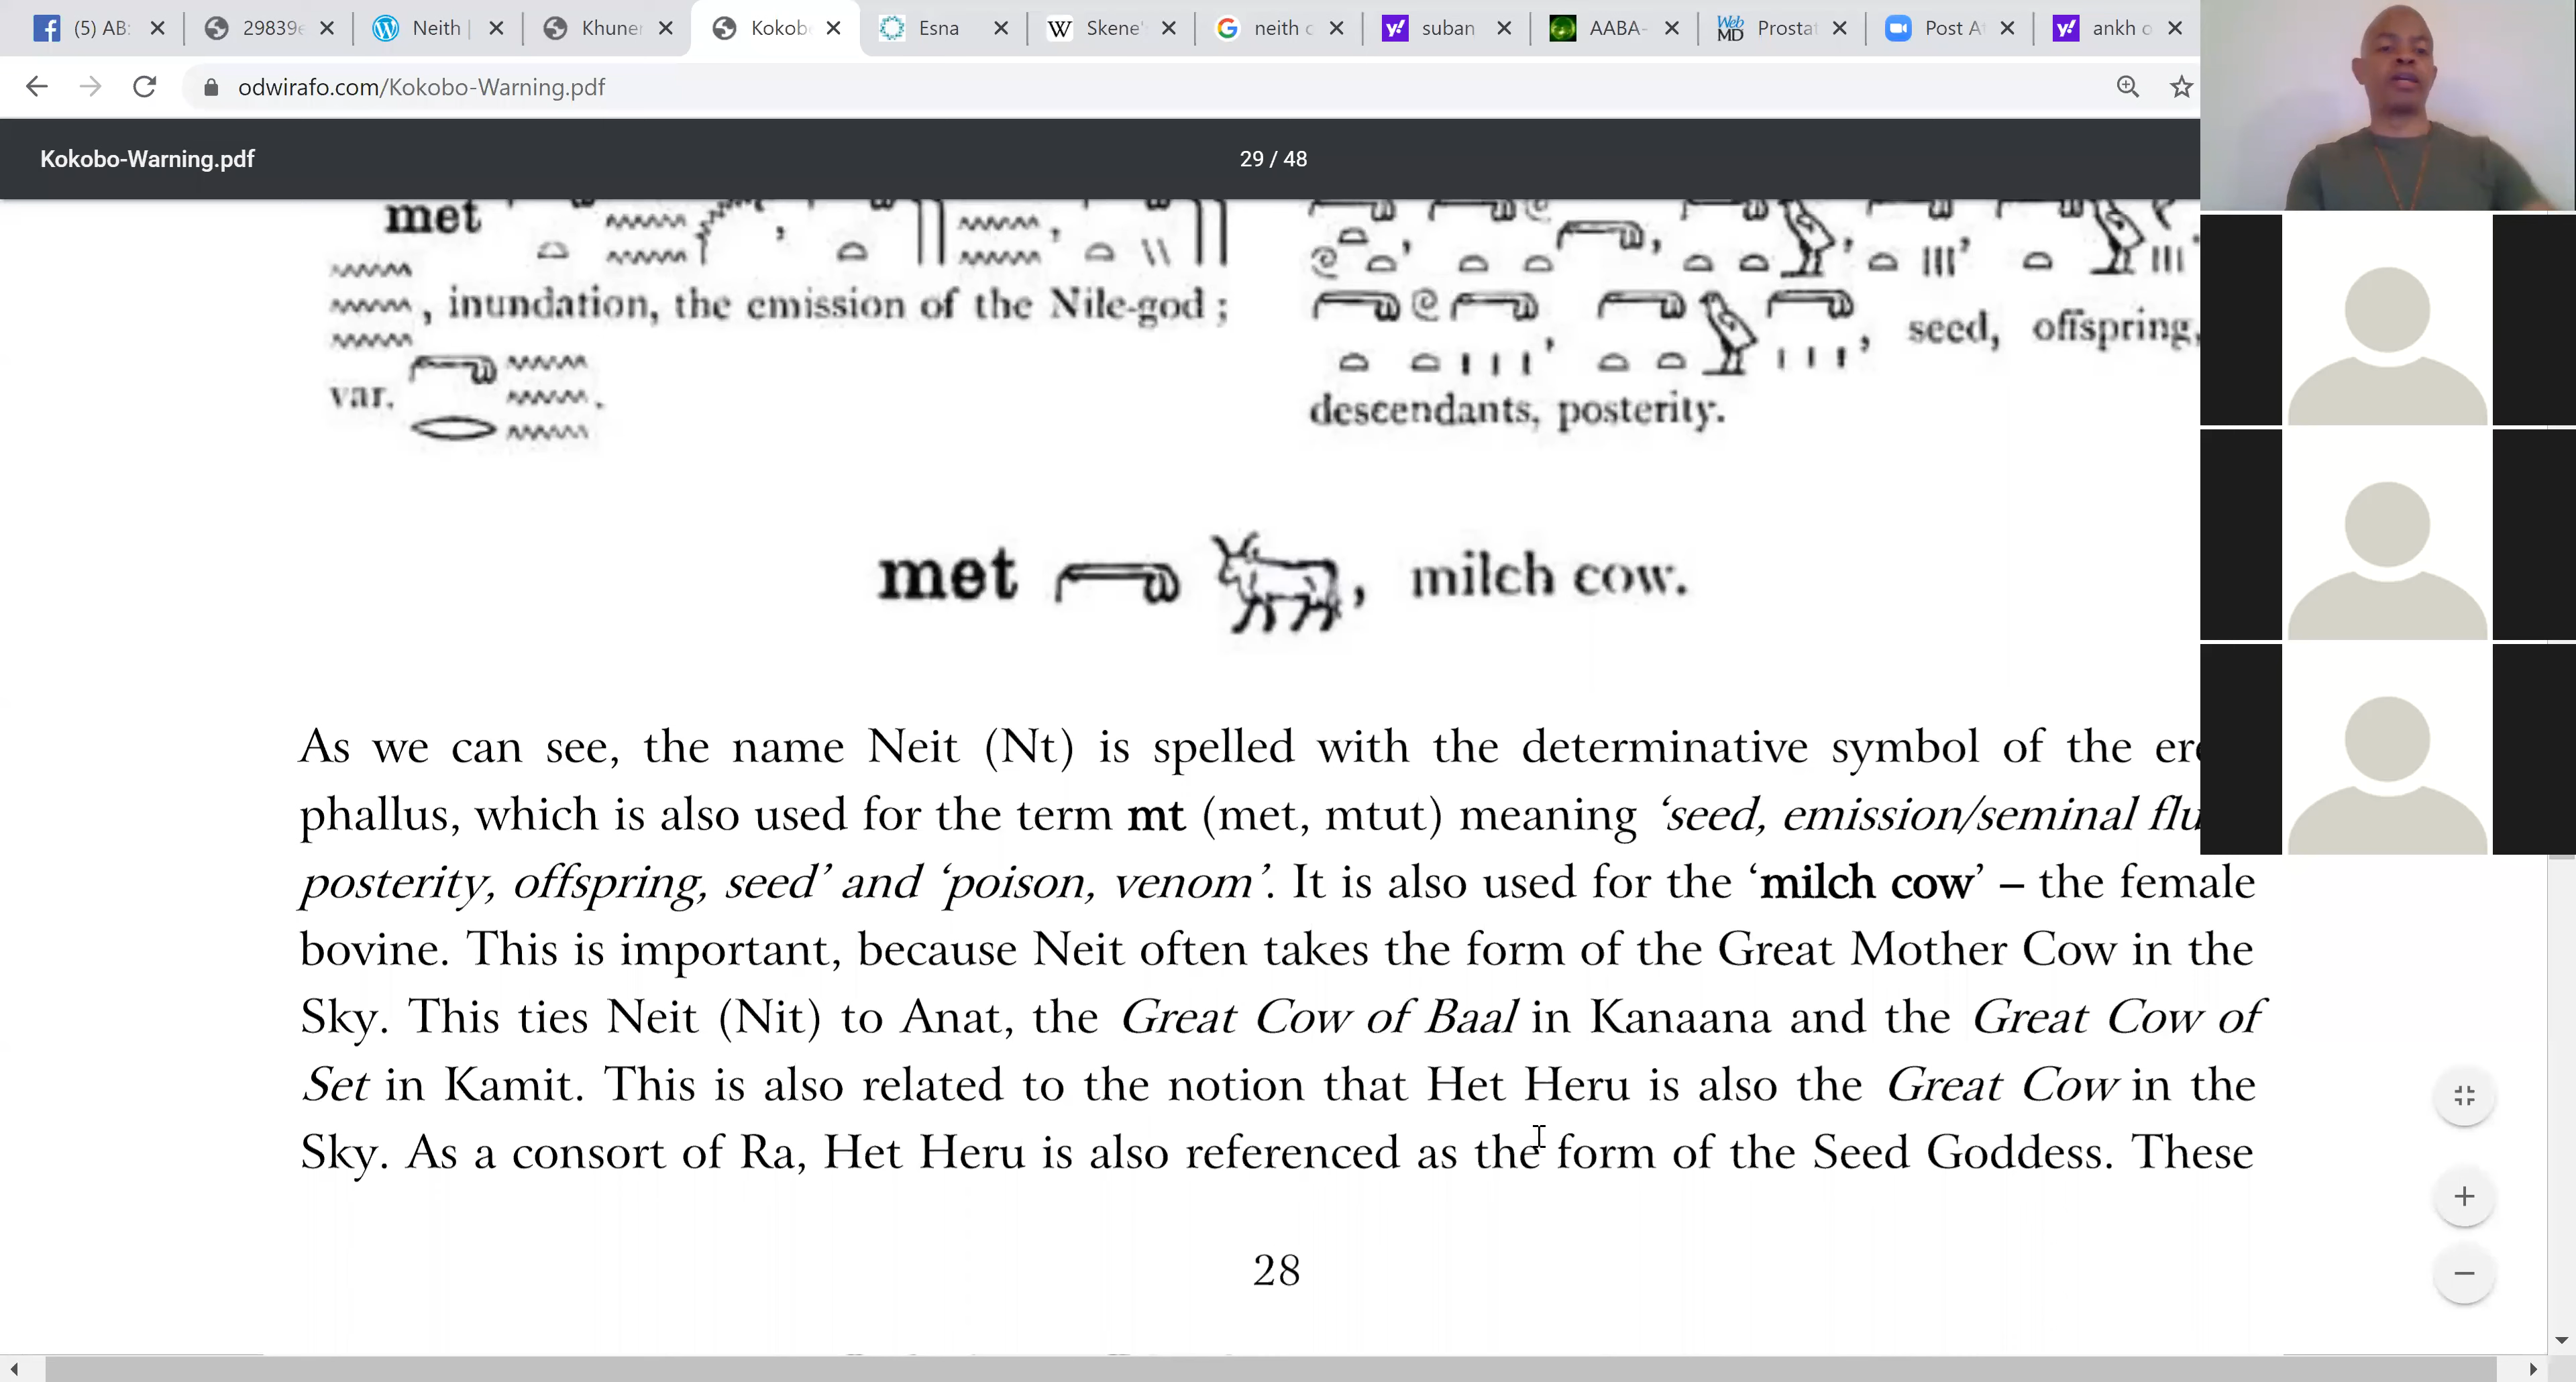 (5) AB:
29839e
Neith |
Khuner
Kokob
Esna
Skene'
neith c
suban
AABA-
Prostat
Post A
ankh o
odwirafo.com/Kokobo-Warning.pdf
Kokobo-Warning.pdf
29 / 48
met
, inundation, the emission of the Nile-god ;
var.
seed, offspring,
descendants, posterity.
met , milch cow.
As we can see, the name Neit (Nt) is spelled with the determinative symbol of the ere
phallus, which is also used for the term mt (met, mtut) meaning ‘seed, emission/seminal flu
posterity, offspring, seed’ and ‘poison, venom’. It is also used for the ‘milch cow’ – the female
bovine. This is important, because Neit often takes the form of the Great Mother Cow in the
Sky. This ties Neit (Nit) to Anat, the Great Cow of Baal in Kanaana and the Great Cow of
Set in Kamit. This is also related to the notion that Het Heru is also the Great Cow in the
Sky. As a consort of Ra, Het Heru is also referenced as the form of the Seed Goddess. These
28